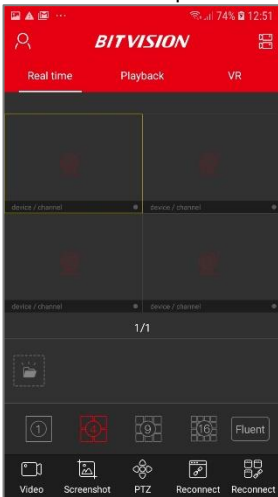 74% 12:51
BITVISION
Real time Playback VR
device / channel device / channel
device / channel device / channel
1/1
1 4 9 16 Fluent
Video Screenshot PTZ Reconnect Reconnect